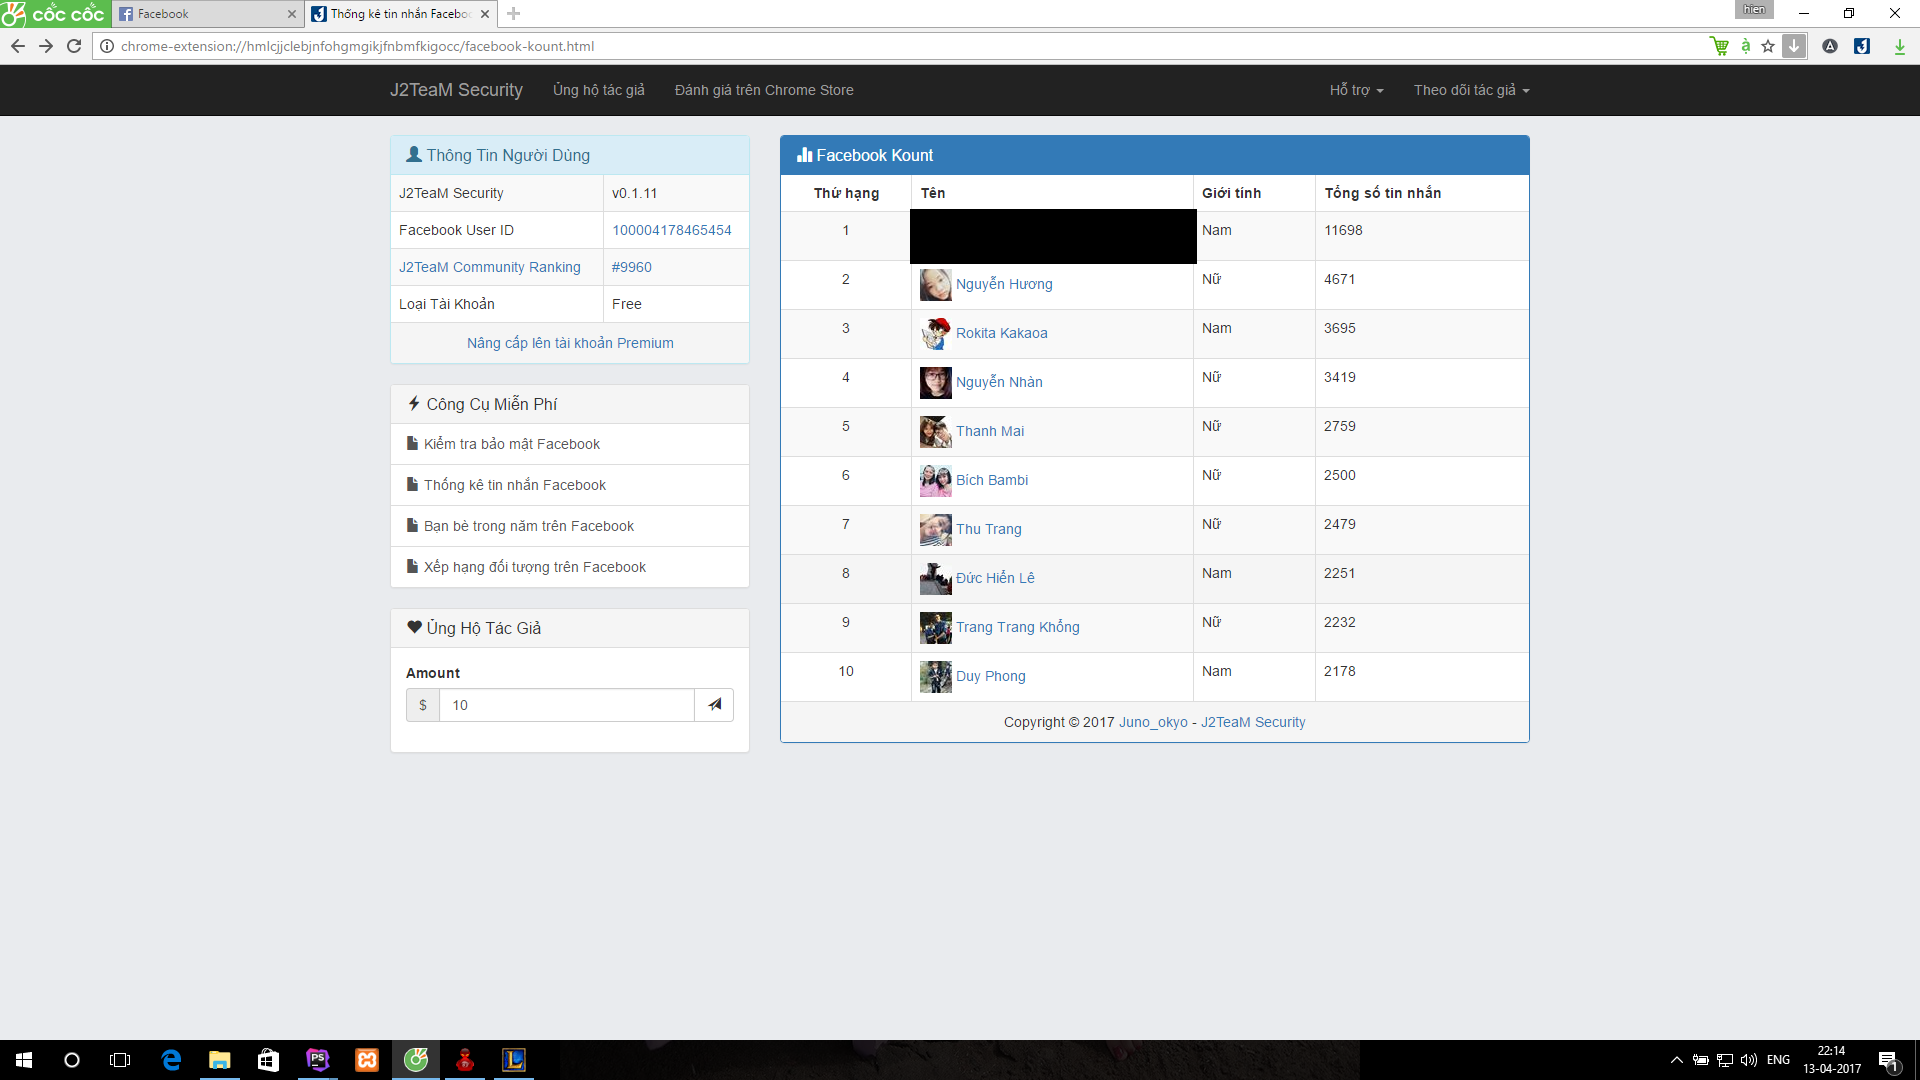 cốc cốc
Facebook
Thống kê tin nhắn Faceboo
hien
chrome-extension://hmlcjjclebjnfohgmgikjfnbmfkigocc/facebook-kount.html
J2TeaM Security
Ủng hộ tác giả
Đánh giá trên Chrome Store
Hỗ trợ
Theo dõi tác giả
Thông Tin Người Dùng
J2TeaM Security v0.1.11
Facebook User ID 100004178465454
J2TeaM Community Ranking #9960
Loại Tài Khoản Free
Nâng cấp lên tài khoản Premium
Công Cụ Miễn Phí
Kiểm tra bảo mật Facebook
Thống kê tin nhắn Facebook
Bạn bè trong năm trên Facebook
Xếp hạng đối tượng trên Facebook
Ủng Hộ Tác Giả
Amount
$ 10
Facebook Kount
Thứ hạng Tên Giới tính Tổng số tin nhắn
1 Nam 11698
2 Nguyễn Hương Nữ 4671
3 Rokita Kakaoa Nam 3695
4 Nguyễn Nhàn Nữ 3419
5 Thanh Mai Nữ 2759
6 Bích Bambi Nữ 2500
7 Thu Trang Nữ 2479
8 Đức Hiển Lê Nam 2251
9 Trang Trang Khổng Nữ 2232
10 Duy Phong Nam 2178
Copyright © 2017 Juno_okyo - J2TeaM Security
ENG
22:14
13-04-2017
1